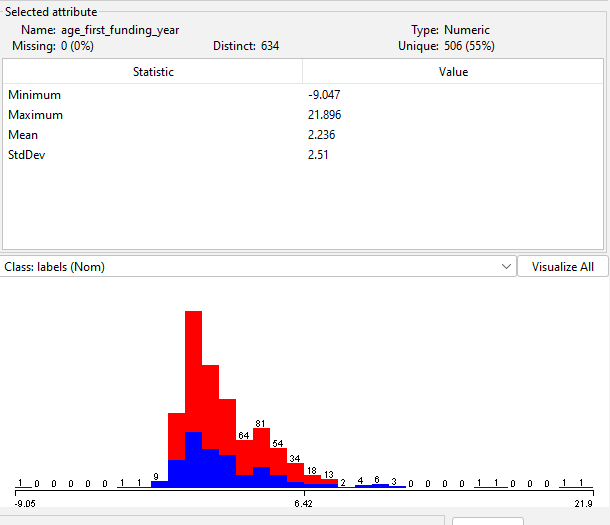 Selected attribute
Name: age_first_funding_year Type: Numeric
Missing: 0 (0%) Distinct: 634 Unique: 506 (55%)
Statistic Value
Minimum -9.047
Maximum 21.896
Mean 2.236
StdDev 2.51
Class: labels (Nom) Visualize All
81
64
54
34
18
13
1 0 0 0 0 0 1 1 9 2 4 6 3 0 0 0 0 0 0 0 0 0 1 1
-9.05 6.42 21.9